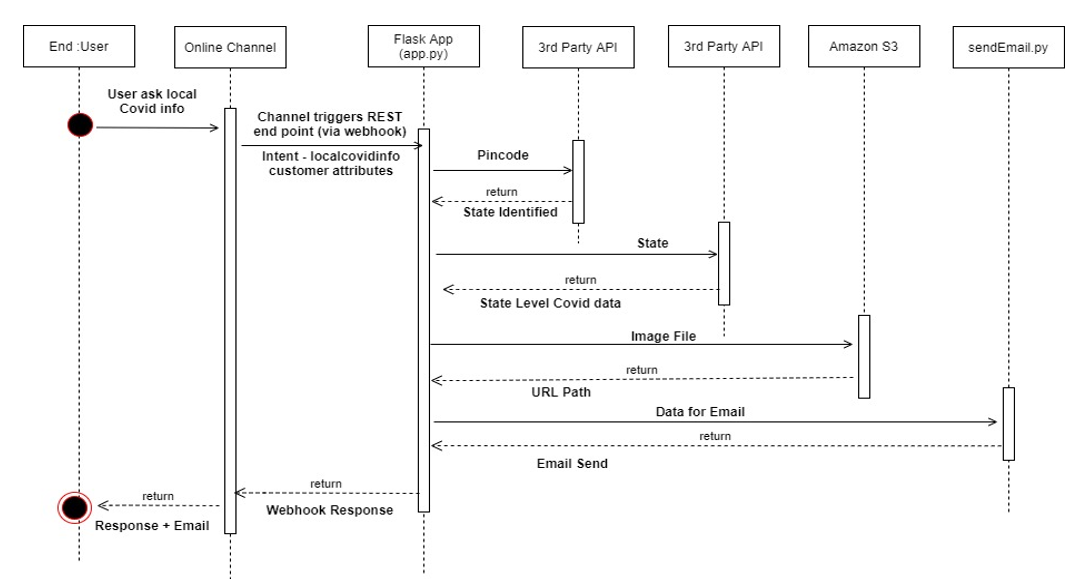 End :User
Online Channel
Flask App
(app.py)
3rd Party API
3rd Party API
Amazon S3
sendEmail.py
User ask local
Covid info
Channel triggers REST
end point (via webhook)
Intent - localcovidinfo
customer attributes
Pincode
return
State Identified
State
return
State Level Covid data
Image File
return
URL Path
Data for Email
return
Email Send
return
Webhook Response
return
Response + Email